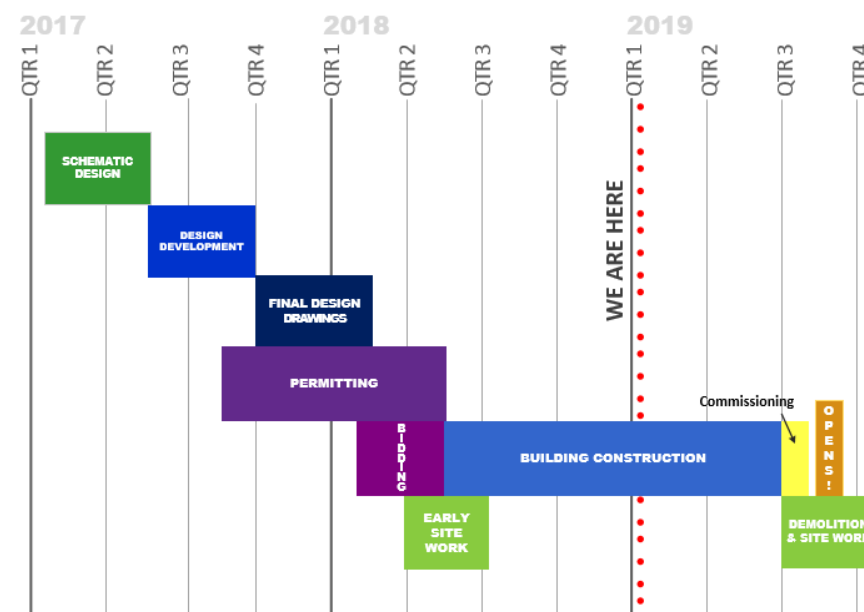 2017
2018
2019
QTR 1
QTR 2
QTR 3
QTR 4
QTR 1
QTR 2
QTR 3
QTR 4
QTR 1
QTR 2
QTR 3
QTR 4
SCHEMATIC
DESIGN
DESIGN
DEVELOPMENT
WE ARE HERE
FINAL DESIGN
DRAWINGS
PERMITTING
Commissioning
OPENS!
BIDDING
BUILDING CONSTRUCTION
EARLY
SITE
WORK
DEMOLITION
& SITE WORK